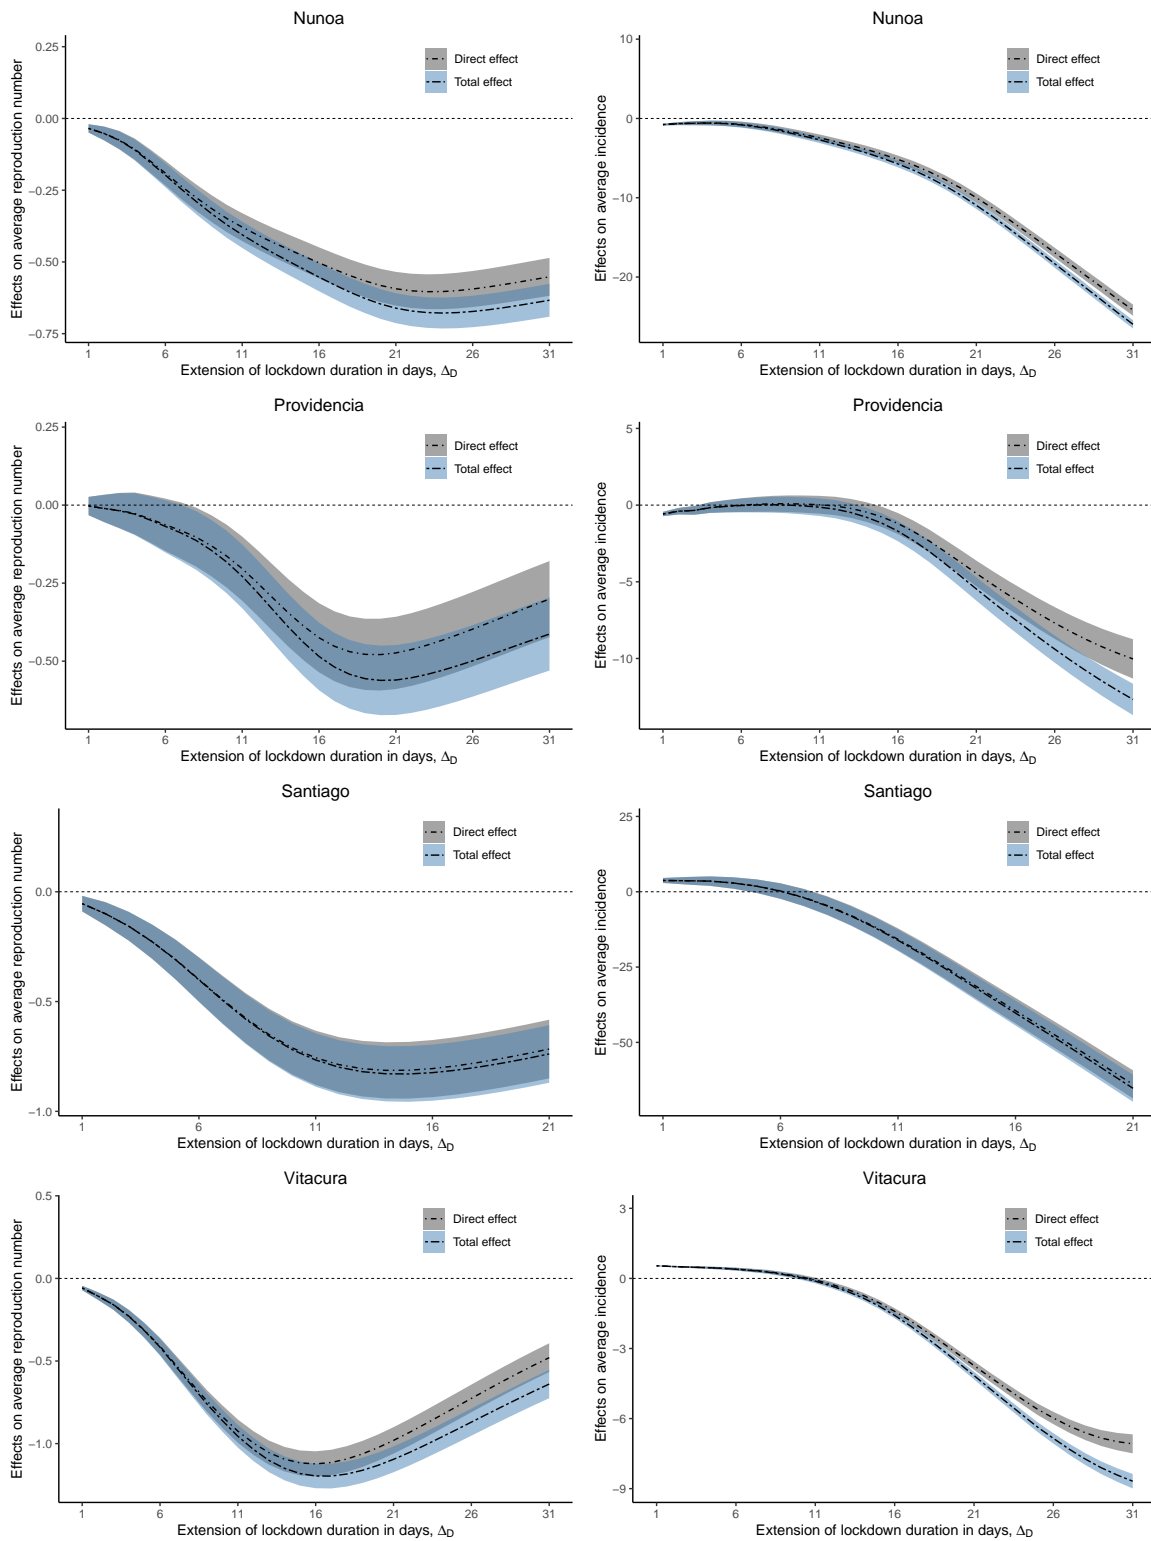 Nunoa
Effects on average reproduction number
0.25
0.00
−0.25
−0.50
−0.75
Direct effect
Total effect
1 6 11 16 21 26 31
Extension of lockdown duration in days, ΔD
Nunoa
Effects on average incidence
10
0
−10
−20
Direct effect
Total effect
1 6 11 16 21 26 31
Extension of lockdown duration in days, ΔD
Providencia
Effects on average reproduction number
0.25
0.00
−0.25
−0.50
Direct effect
Total effect
1 6 11 16 21 26 31
Extension of lockdown duration in days, ΔD
Providencia
Effects on average incidence
5
0
−5
−10
Direct effect
Total effect
1 6 11 16 21 26 31
Extension of lockdown duration in days, ΔD
Santiago
Effects on average reproduction number
0.0
−0.5
−1.0
Direct effect
Total effect
1 6 11 16 21
Extension of lockdown duration in days, ΔD
Santiago
Effects on average incidence
25
0
−25
−50
Direct effect
Total effect
1 6 11 16 21
Extension of lockdown duration in days, ΔD
Vitacura
Effects on average reproduction number
0.5
0.0
−0.5
−1.0
Direct effect
Total effect
1 6 11 16 21 26 31
Extension of lockdown duration in days, ΔD
Vitacura
Effects on average incidence
3
0
−3
−6
−9
Direct effect
Total effect
1 6 11 16 21 26 31
Extension of lockdown duration in days, ΔD